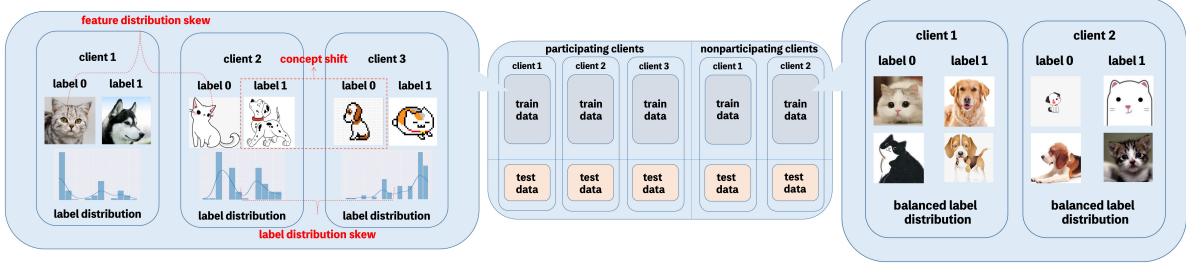 feature distribution skew
client 1
client 2
client 3
concept shift
label 0
label 1
label 0
label 1
label 0
label 1
label distribution
label distribution
label distribution
label distribution skew
participating clients
nonparticipating clients
client 1
client 2
client 3
client 1
client 2
train
data
train
data
train
data
train
data
train
data
test
data
test
data
test
data
test
data
test
data
client 1
label 0
label 1
balanced label
distribution
client 2
label 0
label 1
balanced label
distribution